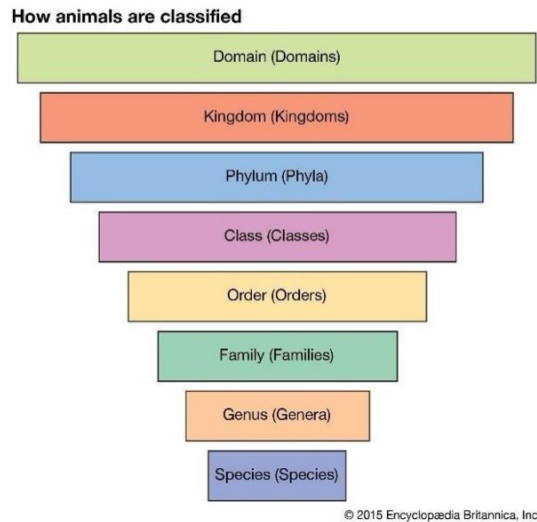 How animals are classified
Domain (Domains)
Kingdom (Kingdoms)
Phylum (Phyla)
Class (Classes)
Order (Orders)
Family (Families)
Genus (Genera)
Species (Species)
© 2015 Encyclopædia Britannica, Inc